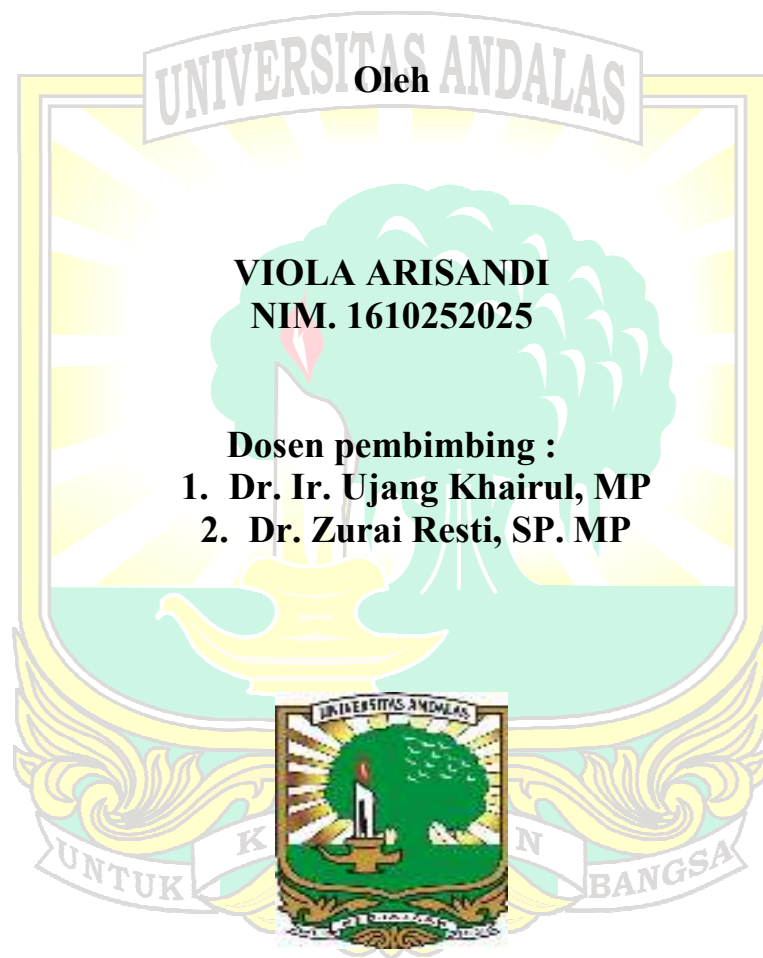 UNIVERSITAS ANDALAS
Oleh
VIOLA ARISANDI
NIM. 1610252025
Dosen pembimbing :
1. Dr. Ir. Ujang Khairul, MP
2. Dr. Zurai Resti, SP. MP
UNIVERSITAS ANDALAS
UNTUK BANGSA